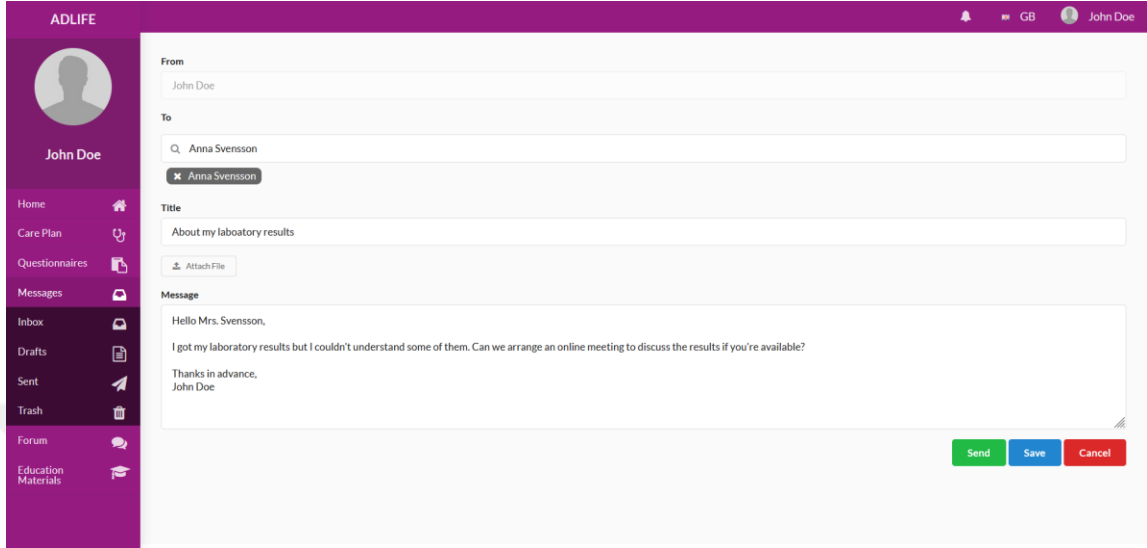 ADLIFE
GB
John Doe
John Doe
Home
Care Plan
Questionnaires
Messages
Inbox
Drafts
Sent
Trash
Forum
Education
Materials
From
John Doe
To
Anna Svensson
Anna Svensson
Title
About my laboatory results
Attach File
Message
Hello Mrs. Svensson,
I got my laboratory results but I couldn't understand some of them. Can we arrange an online meeting to discuss the results if you're available?
Thanks in advance,
John Doe
Send
Save
Cancel